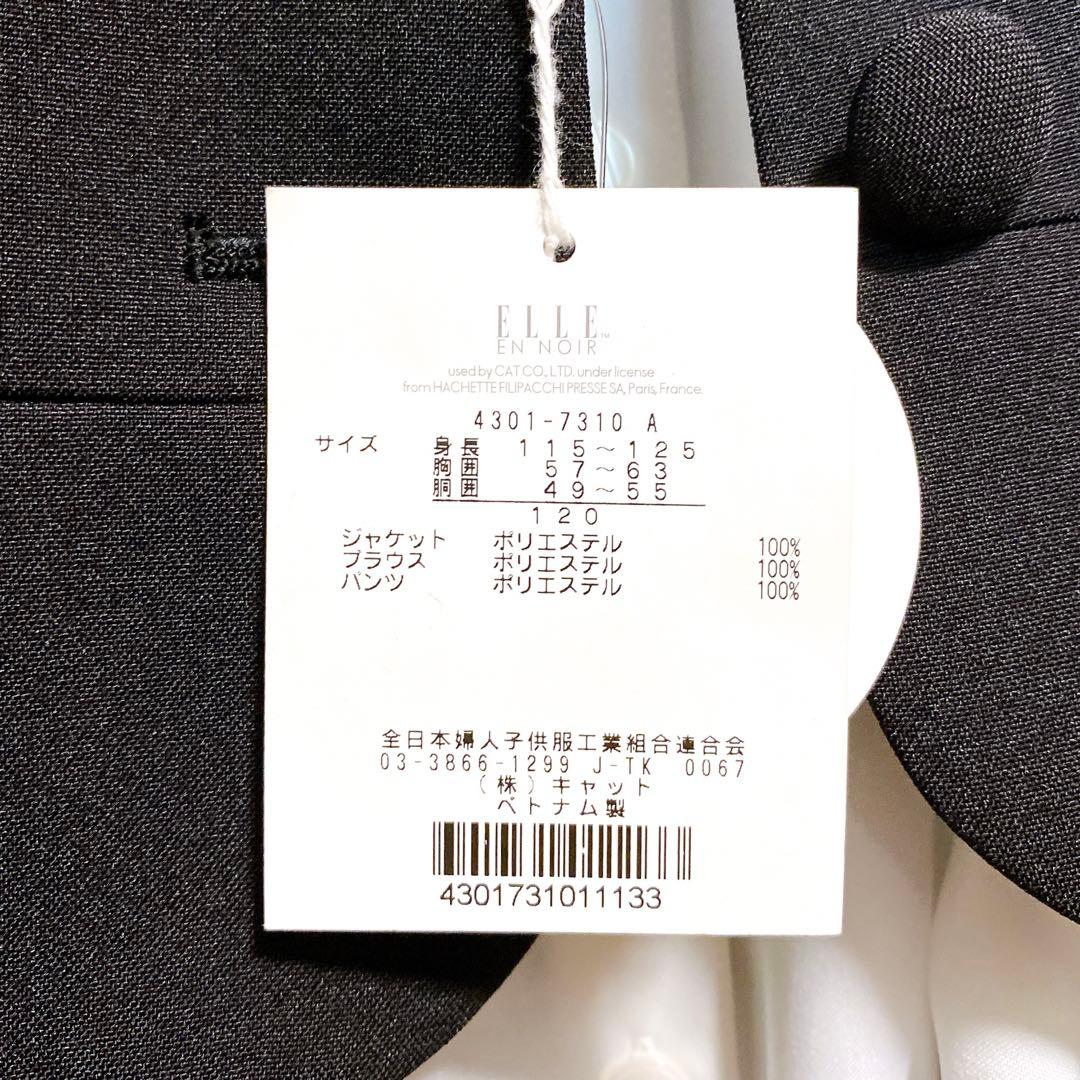 ELLE™
EN NOIR
used by CAT CO., LTD. under license
from HACHETTE FILIPACCHI PRESSE SA, Paris, France.
4301-7310 A
サイズ 身長 115～125
胸囲 57～63
胴囲 49～55
120
ジャケット ポリエステル 100%
ブラウス ポリエステル 100%
パンツ ポリエステル 100%
全日本婦人子供服工業組合連合会
03-3866-1299 J-TK 0067
(株)キャット
ベトナム製
4301731011133